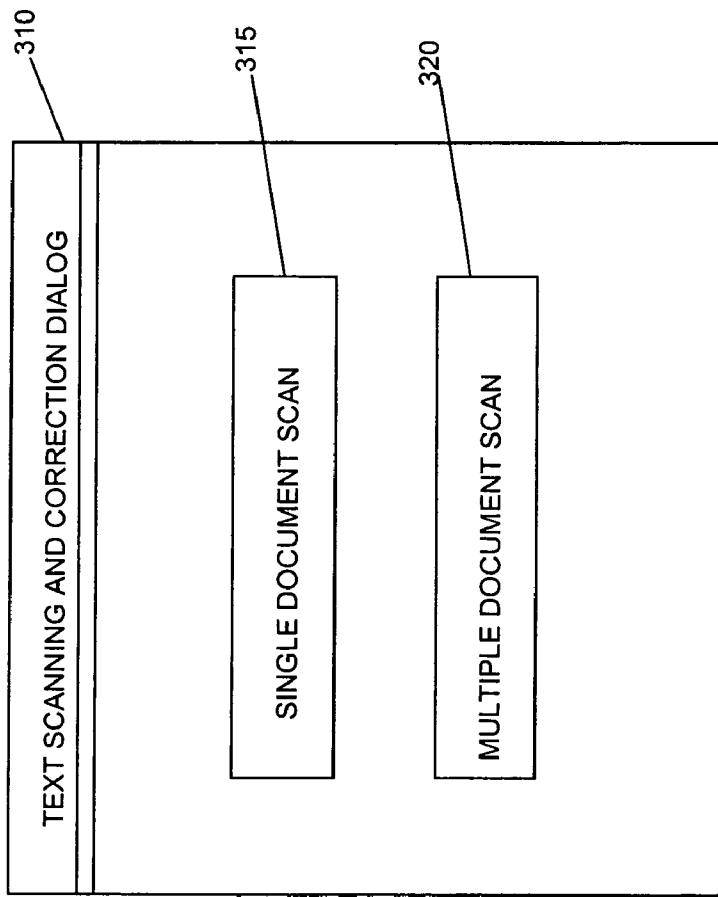 TEXT SCANNING AND CORRECTION DIALOG
310
SINGLE DOCUMENT SCAN
315
MULTIPLE DOCUMENT SCAN
320